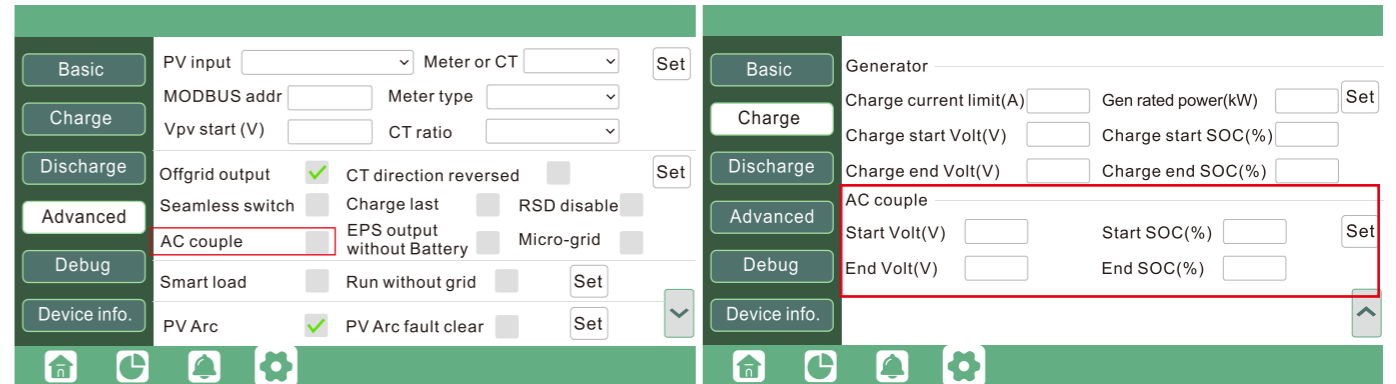 Basic
Charge
Discharge
Advanced
Debug
Device info.
PV input Meter or CT Set
MODBUS addr Meter type
Vpv start (V) CT ratio
Offgrid output CT direction reversed Set
Seamless switch Charge last RSD disable
AC couple EPS output without Battery Micro-grid
Smart load Run without grid Set
PV Arc PV Arc fault clear Set
Basic
Charge
Discharge
Advanced
Debug
Device info.
Generator
Charge current limit(A) Gen rated power(kW) Set
Charge start Volt(V) Charge start SOC(%)
Charge end Volt(V) Charge end SOC(%)
AC couple
Start Volt(V) Start SOC(%) Set
End Volt(V) End SOC(%)